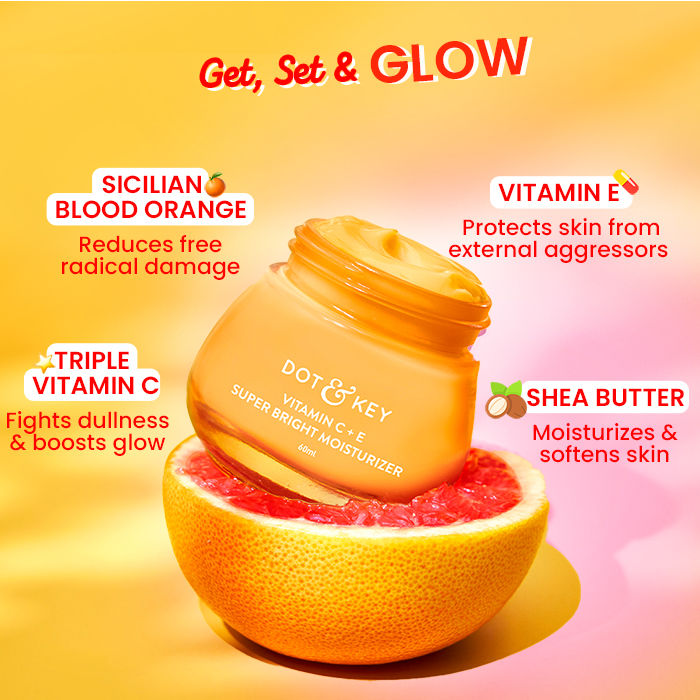 Get, Set & GLOW
SICILIAN
BLOOD ORANGE
Reduces free
radical damage
VITAMIN E
Protects skin from
external aggressors
TRIPLE
VITAMIN C
Fights dullness
& boosts glow
DOT & KEY
VITAMIN C + E
SUPER BRIGHT MOISTURIZER
60ml
SHEA BUTTER
Moisturizes &
softens skin